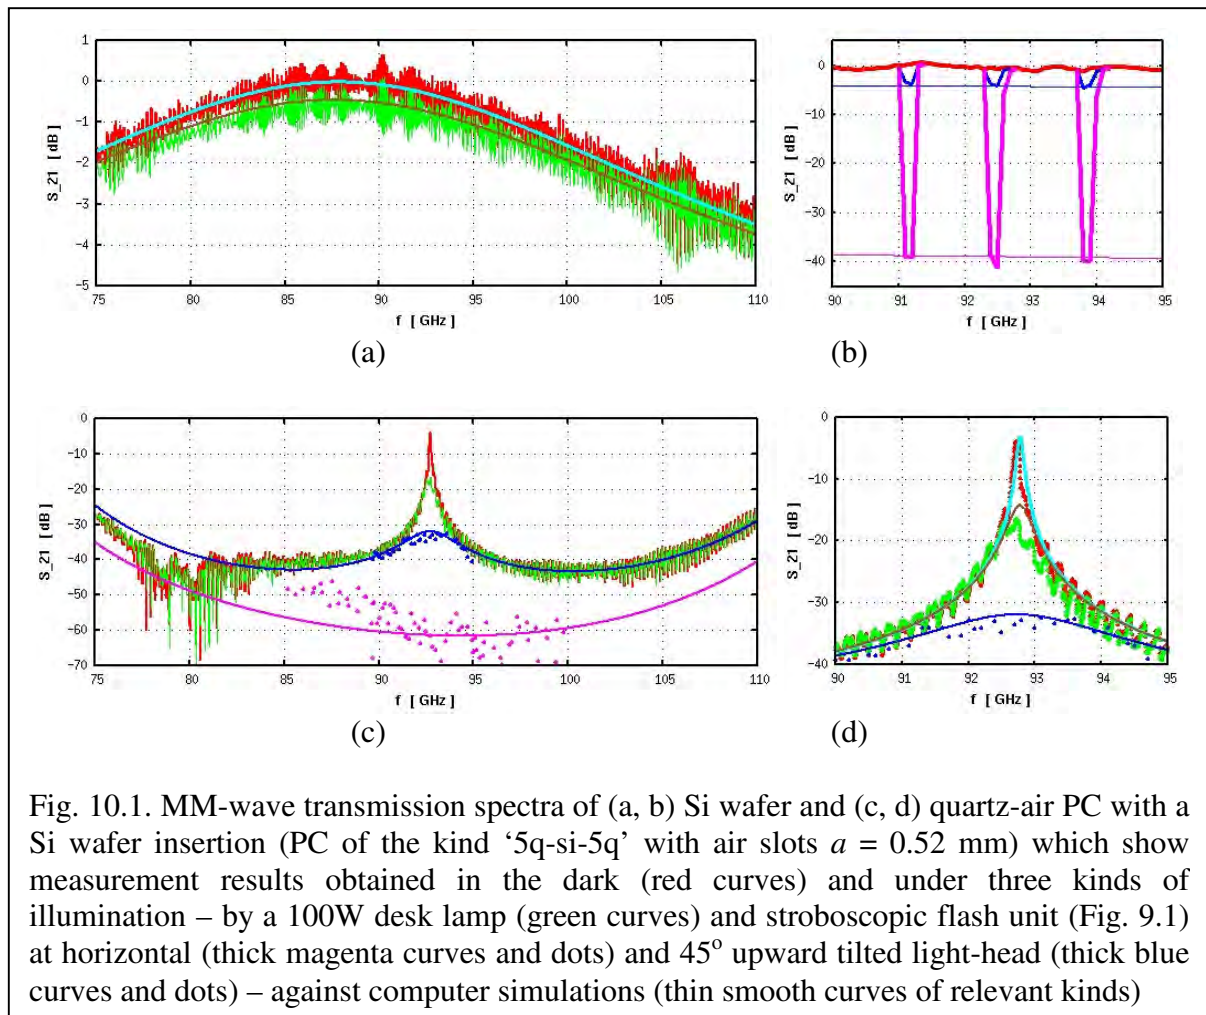 1
0
-1
-2
-3
-4
-5
S_21 [ dB ]
75 80 85 90 95 100 105 110
f [ GHz ]
(a)
0
-10
-20
-30
-40
S_21 [ dB ]
90 91 92 93 94 95
f [ GHz ]
(b)
0
-10
-20
-30
-40
-50
-60
-70
S_21 [ dB ]
75 80 85 90 95 100 105 110
f [ GHz ]
(c)
0
-10
-20
-30
-40
S_21 [ dB ]
90 91 92 93 94 95
f [ GHz ]
(d)
Fig. 10.1. MM-wave transmission spectra of (a, b) Si wafer and (c, d) quartz-air PC with a
Si wafer insertion (PC of the kind ‘5q-si-5q’ with air slots a = 0.52 mm) which show
measurement results obtained in the dark (red curves) and under three kinds of
illumination – by a 100W desk lamp (green curves) and stroboscopic flash unit (Fig. 9.1)
at horizontal (thick magenta curves and dots) and 45° upward tilted light-head (thick blue
curves and dots) – against computer simulations (thin smooth curves of relevant kinds)